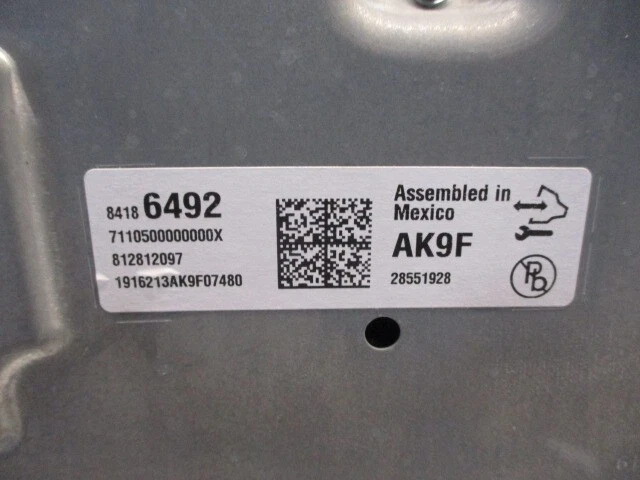 8418 6492
7110500000000X
812812097
1916213AK9F07480
Assembled in
Mexico
AK9F
28551928
Pb